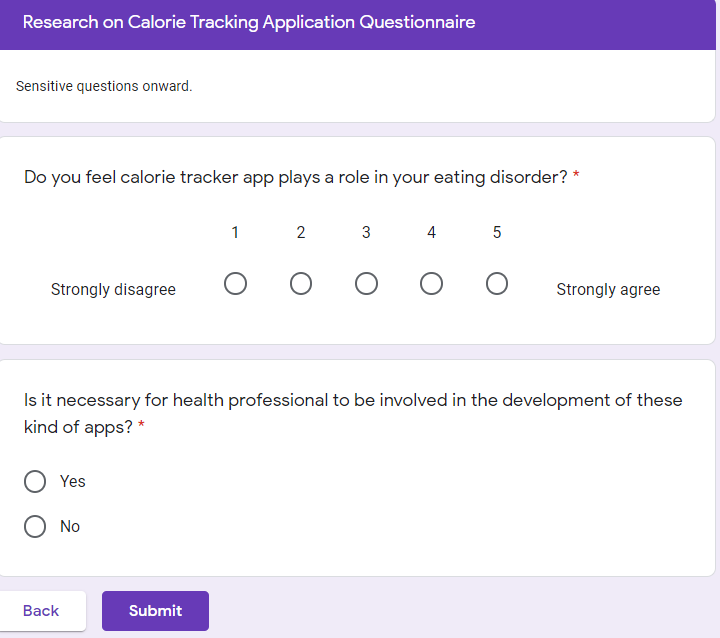 Research on Calorie Tracking Application Questionnaire
Sensitive questions onward.
Do you feel calorie tracker app plays a role in your eating disorder? *
1 2 3 4 5
Strongly disagree Strongly agree
Is it necessary for health professional to be involved in the development of these
kind of apps? *
Yes
No
Back Submit